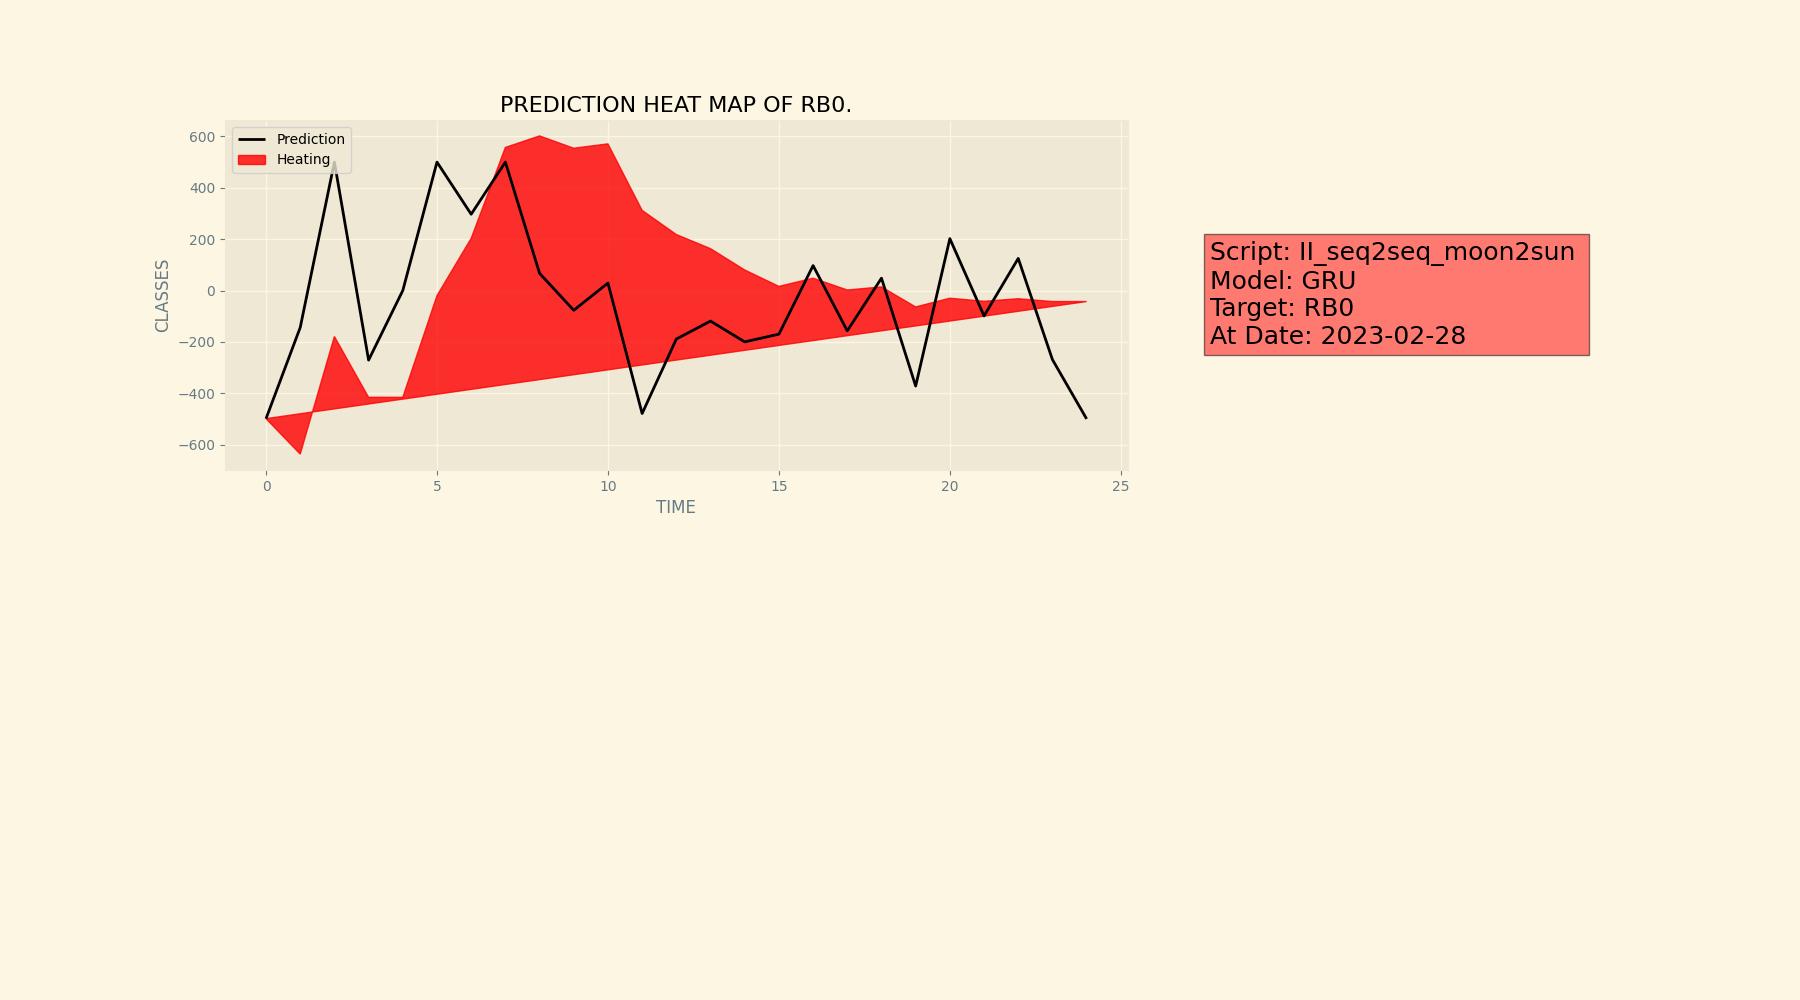 PREDICTION HEAT MAP OF RB0.
Prediction
Heating
600
400
200
0
−200
−400
−600
CLASSES
0
5
10
15
20
25
TIME
Script: II_seq2seq_moon2sun
Model: GRU
Target: RB0
At Date: 2023-02-28